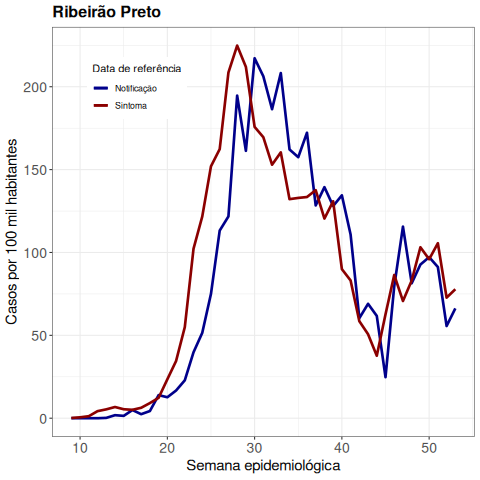 Ribeirão Preto
Data de referência
Notificação
Sintoma
Casos por 100 mil habitantes
200
150
100
50
0
10 20 30 40 50
Semana epidemiológica